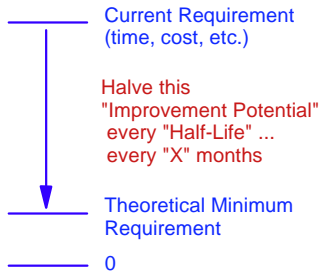 Current Requirement
(time, cost, etc.)
Halve this
"Improvement Potential"
every "Half-Life" ...
every "X" months
Theoretical Minimum
Requirement
0